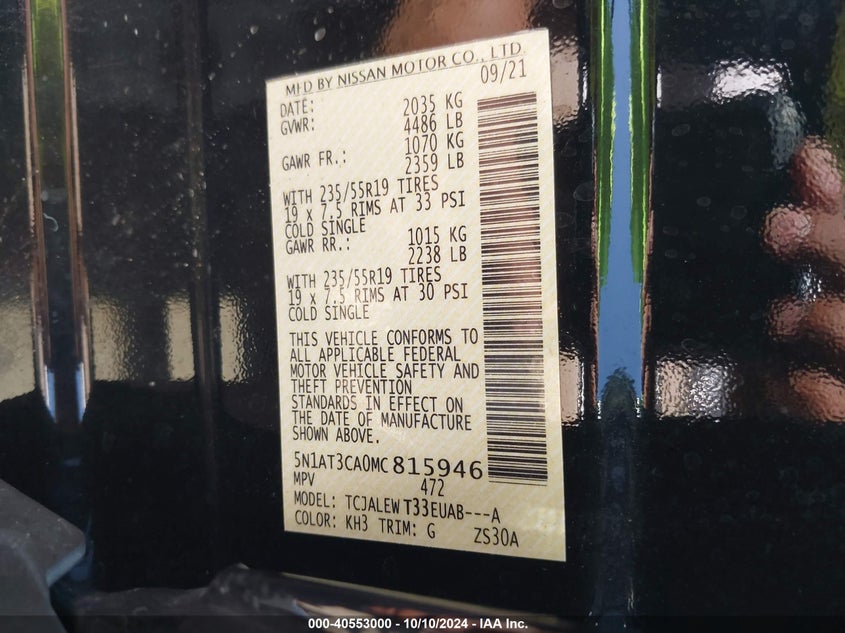 MFD BY NISSAN MOTOR CO., LTD.
DATE: 09/21
GVWR: 2035 KG
4486 LB
GAWR FR.: 1070 KG
2359 LB
WITH 235/55R19 TIRES
19 x 7.5 RIMS AT 33 PSI
COLD SINGLE
GAWR RR.: 1015 KG
2238 LB
WITH 235/55R19 TIRES
19 x 7.5 RIMS AT 30 PSI
COLD SINGLE
THIS VEHICLE CONFORMS TO
ALL APPLICABLE FEDERAL
MOTOR VEHICLE SAFETY AND
THEFT PREVENTION
STANDARDS IN EFFECT ON
THE DATE OF MANUFACTURE
SHOWN ABOVE.
5N1AT3CA0MC815946
MPV 472
MODEL: TCJALEWT33EUAB---A
COLOR: KH3 TRIM: G ZS30A
000-40553000 - 10/10/2024 - IAA Inc.